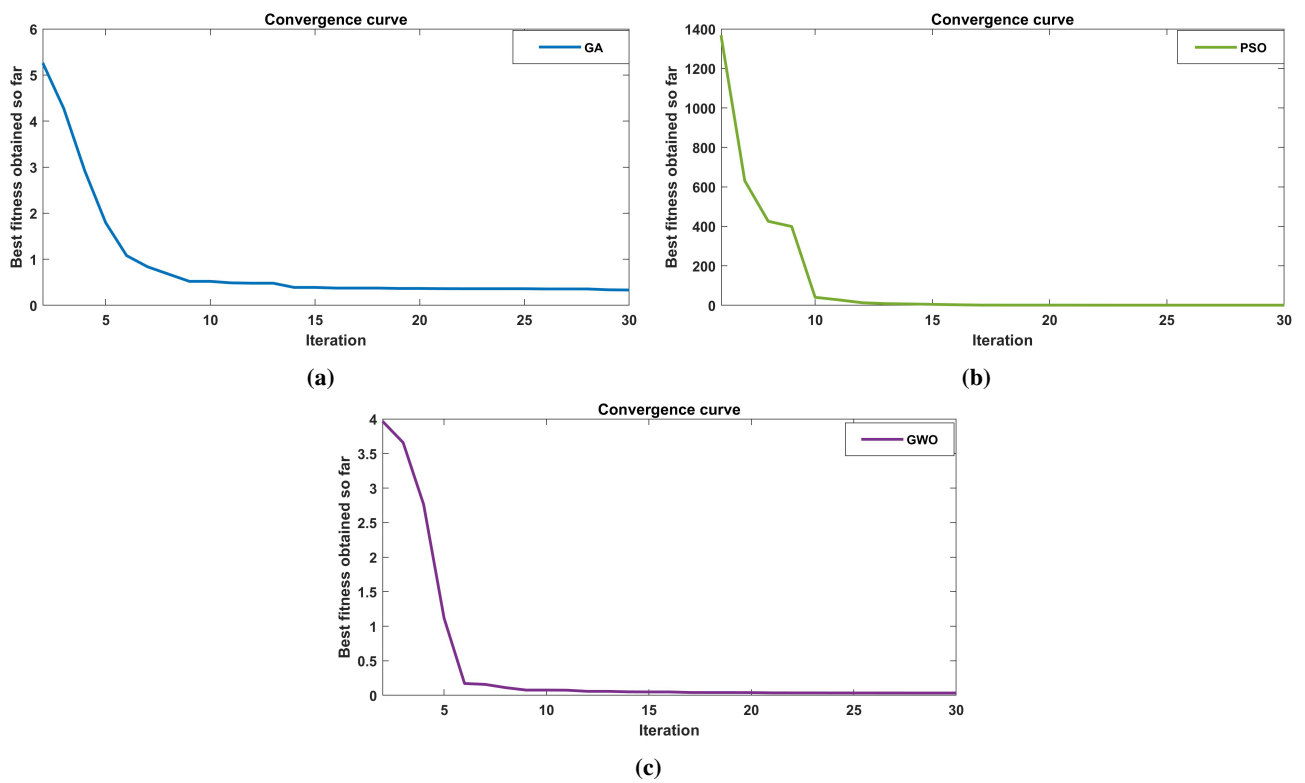 Convergence curve
GA
Best fitness obtained so far
6
5
4
3
2
1
0
5
10
15
20
25
30
Iteration
(a)
Convergence curve
PSO
Best fitness obtained so far
1400
1200
1000
800
600
400
200
0
10
15
20
25
30
Iteration
(b)
Convergence curve
GWO
Best fitness obtained so far
4
3.5
3
2.5
2
1.5
1
0.5
0
5
10
15
20
25
30
Iteration
(c)